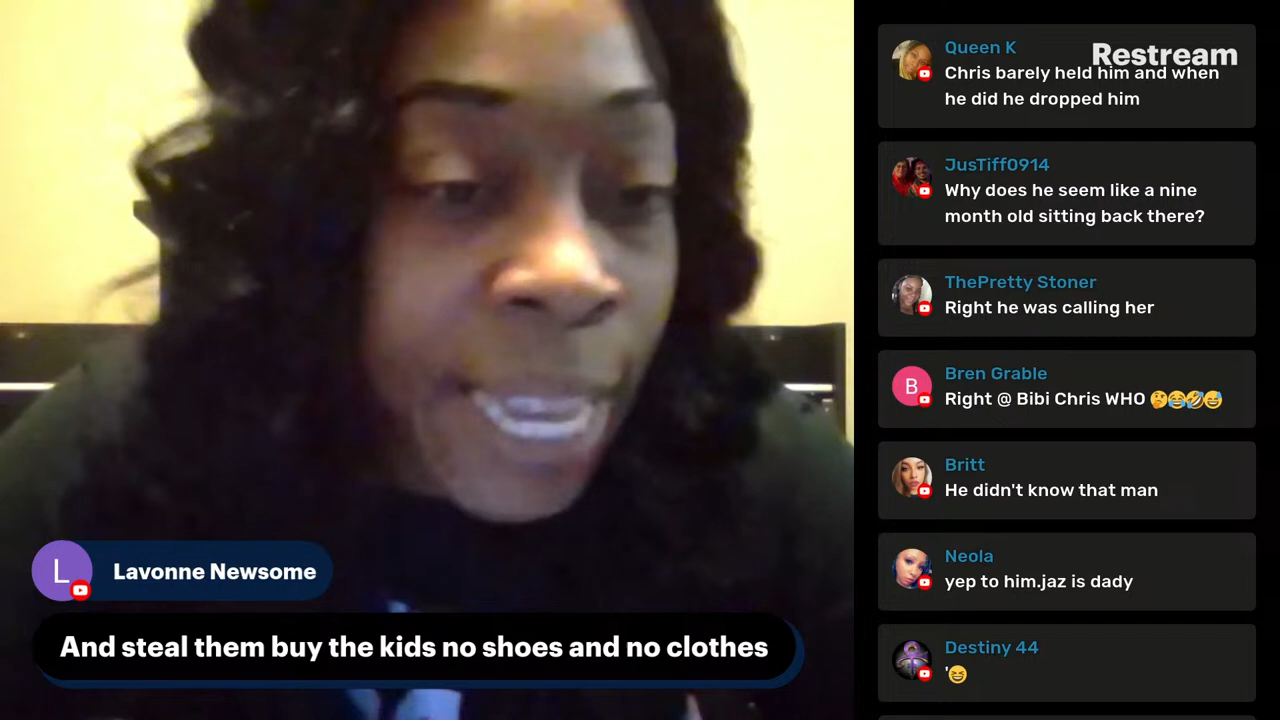 Restream
Queen K
Chris barely held him and when
he did he dropped him
JusTiff0914
Why does he seem like a nine
month old sitting back there?
ThePretty Stoner
Right he was calling her
B
Bren Grable
Right @ Bibi Chris WHO 🤔😂🤣😅
Britt
He didn't know that man
Neola
yep to him.jaz is dady
Destiny 44
'😆
L
Lavonne Newsome
And steal them buy the kids no shoes and no clothes